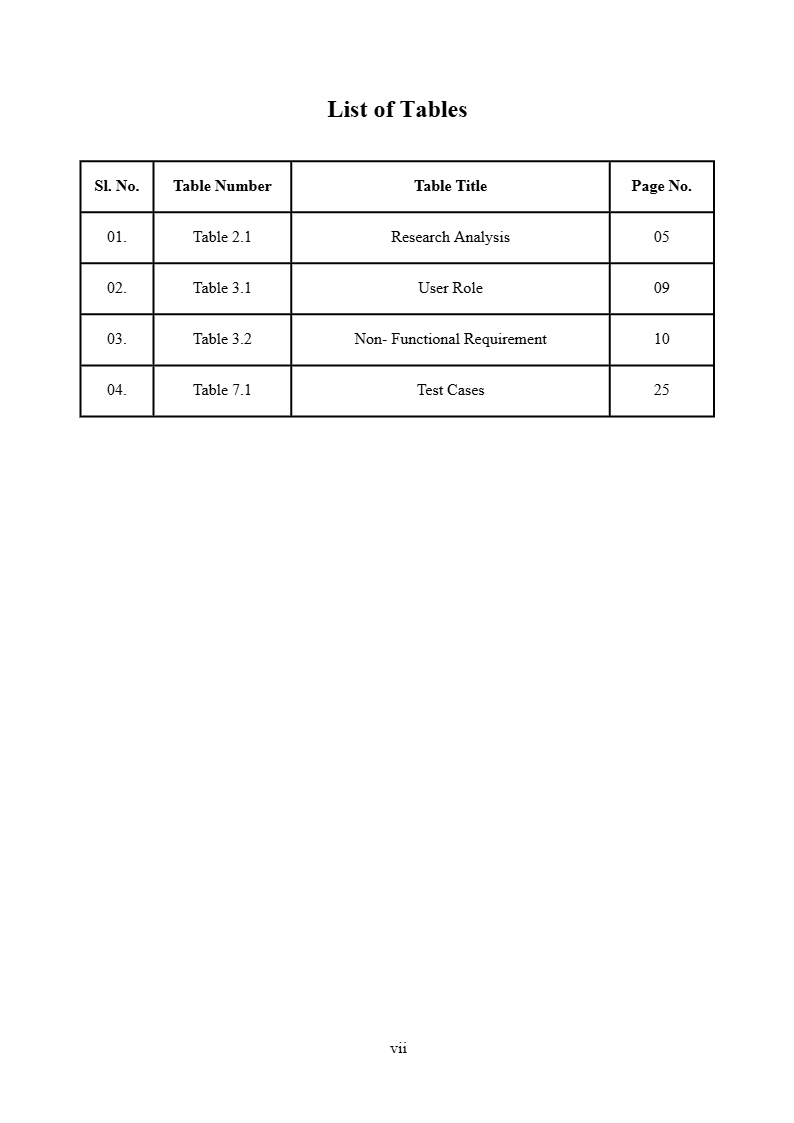 List of Tables
Sl. No. Table Number Table Title Page No.
01. Table 2.1 Research Analysis 05
02. Table 3.1 User Role 09
03. Table 3.2 Non- Functional Requirement 10
04. Table 7.1 Test Cases 25
vii